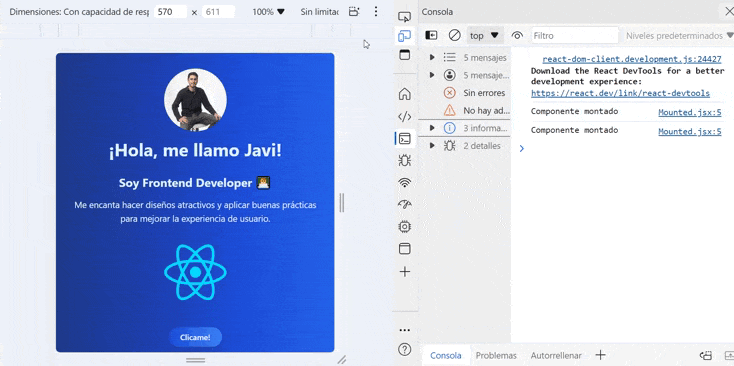 Dimensiones: Con capacidad de resp 570 × 611 100% ▼ Sin limitac
Consola
top ▼ Filtro Niveles predeterminados ▼
5 mensajes
5 mensaje...
Sin errores
No hay ad...
3 informa...
2 detalles
react-dom-client.development.js:24427
Download the React DevTools for a better
development experience:
https://react.dev/link/react-devtools
Componente montado Mounted.jsx:5
Componente montado Mounted.jsx:5
¡Hola, me llamo Javi!
Soy Frontend Developer 👨‍💻
Me encanta hacer diseños atractivos y aplicar buenas prácticas
para mejorar la experiencia de usuario.
Clicame!
Consola Problemas Autorrellenar